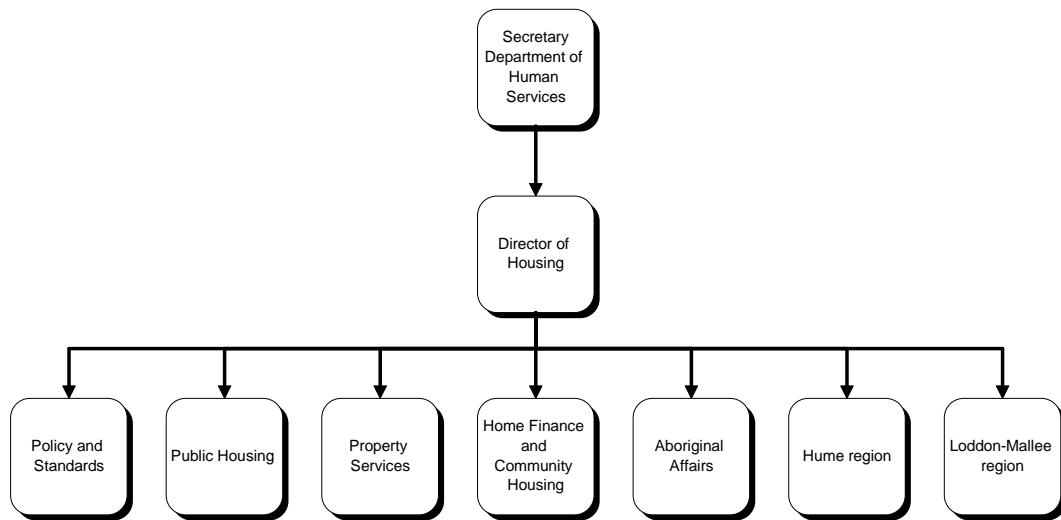 Secretary
Department of
Human
Services
Director of
Housing
Policy and
Standards
Public Housing
Property
Services
Home Finance
and
Community
Housing
Aboriginal
Affairs
Hume region
Loddon-Mallee
region